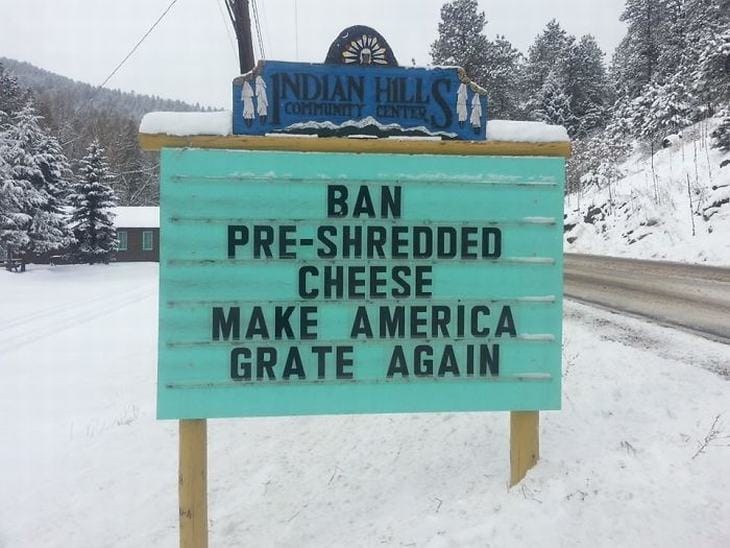 INDIAN HILLS
COMMUNITY CENTER
BAN
PRE-SHREDDED
CHEESE
MAKE AMERICA
GRATE AGAIN